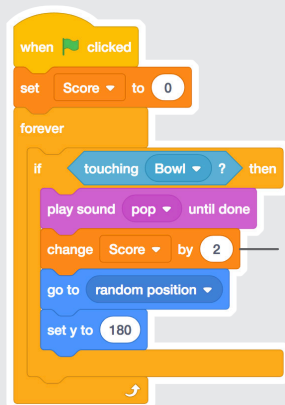 when clicked
set Score to 0
forever
if touching Bowl ? then
play sound pop until done
change Score by 2
go to random position
set y to 180